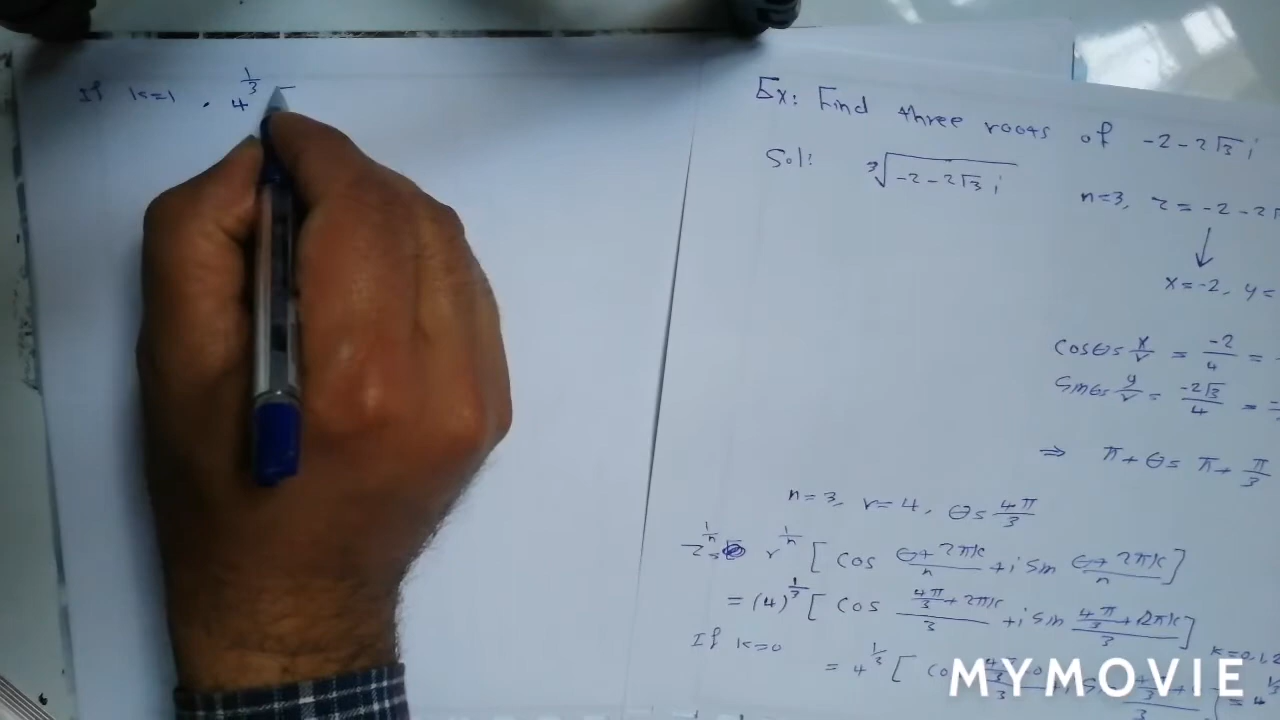 If k=1, 4^{1/3} [
Ex: Find three roots of -2-2√3 i
Sol: ∛(-2-2√3 i)
n=3, z = -2-2√
↓
x=-2, y=
cosθ= x/r = -2/4 = -
sinθ= y/r = -2√3/4 = -
⇒ π+θ= π+ π/3
n=3, r=4, θ= 4π/3
z^{1/n} = r^{1/n} [ cos (θ+2πk)/n + i sin (θ+2πk)/n ]
= (4)^{1/3} [ cos (4π/3 + 2πk)/3 + i sin (4π/3 + 2πk)/3 ]
k=0,1,2
If k=0
= 4^{1/3} [
MYMOVIE